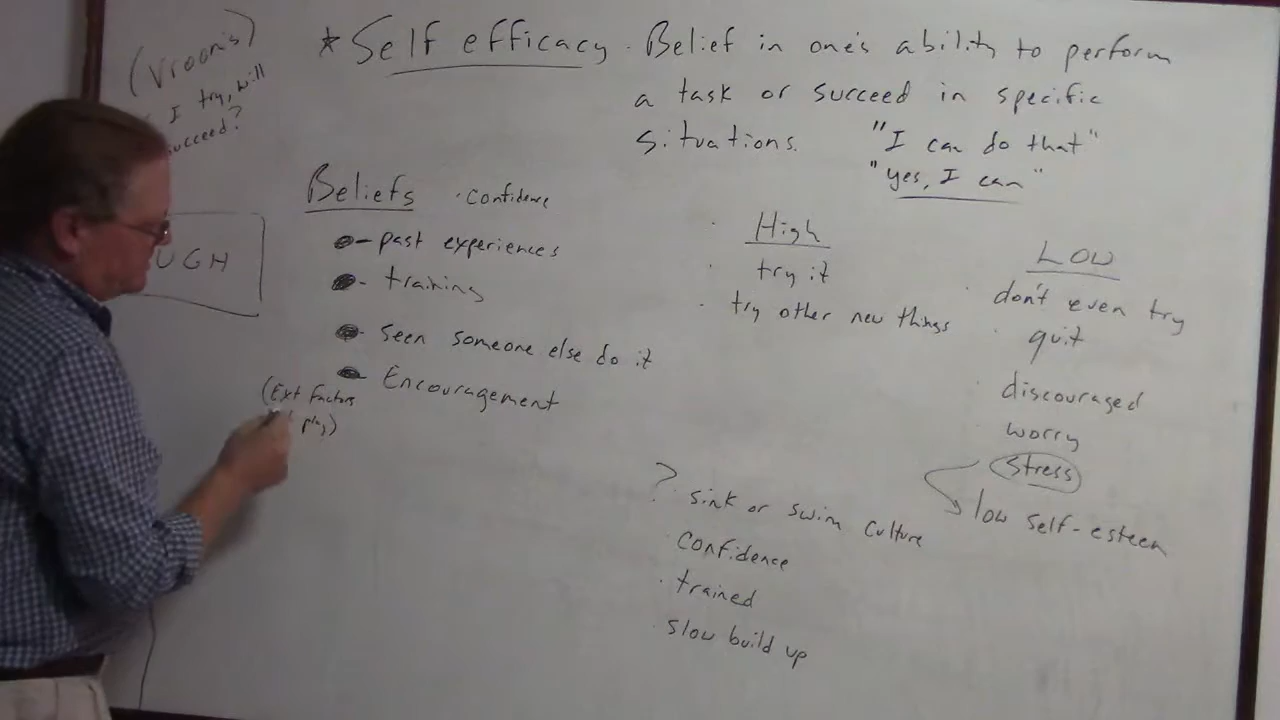 (Vroom's)
I try, will
succeed?
* Self efficacy. Belief in one's ability to perform
a task or succeed in specific
situations. "I can do that"
"yes, I can"
Beliefs · confidence
- past experiences
- training
- seen someone else do it
- Encouragement
(Ext Factors
play)
UGH
High
· try it
· try other new things
LOW
· don't even try
· quit
· discouraged
worry
stress
low self-esteem
? sink or swim culture
confidence
· trained
· slow build up